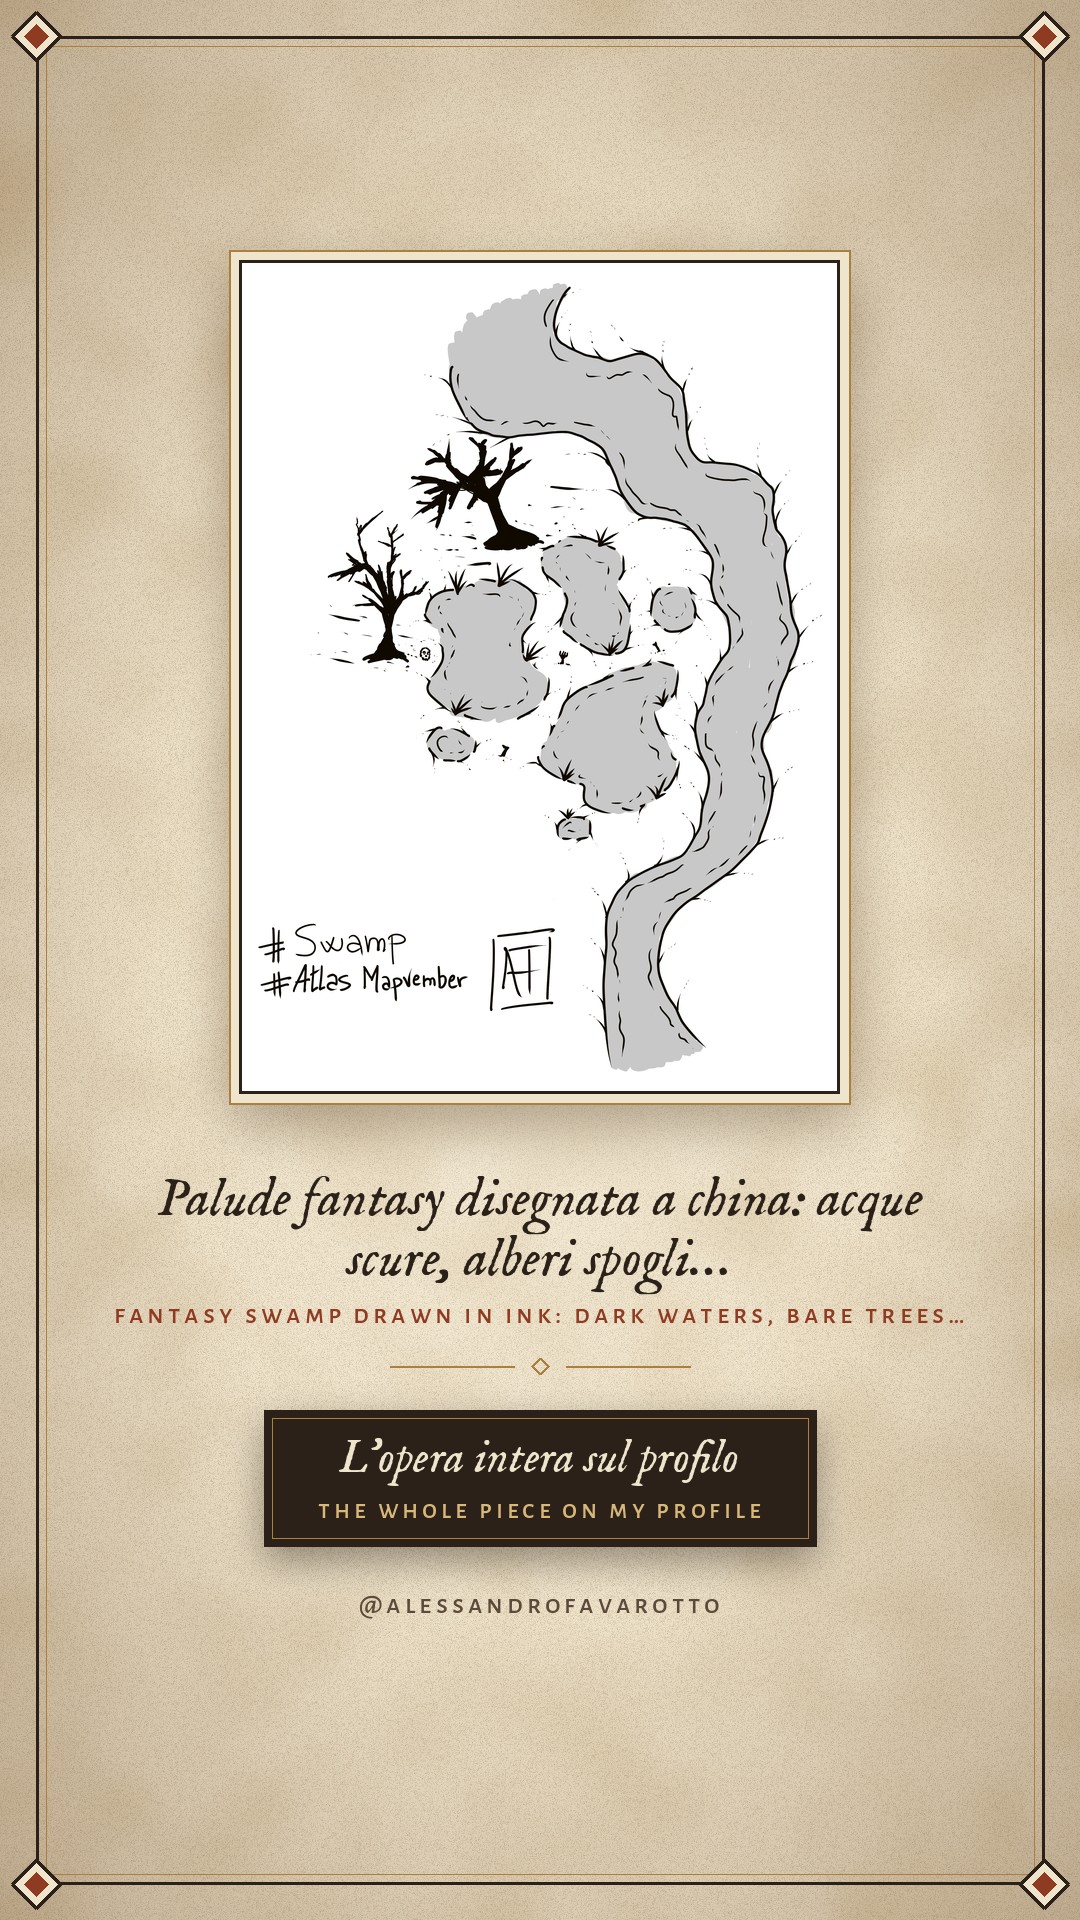 # Swamp
#Atlas Mapvember
AF
Palude fantasy disegnata a china: acque
scure, alberi spogli...
FANTASY SWAMP DRAWN IN INK: DARK WATERS, BARE TREES...
L'opera intera sul profilo
THE WHOLE PIECE ON MY PROFILE
@ALESSANDROFAVAROTTO